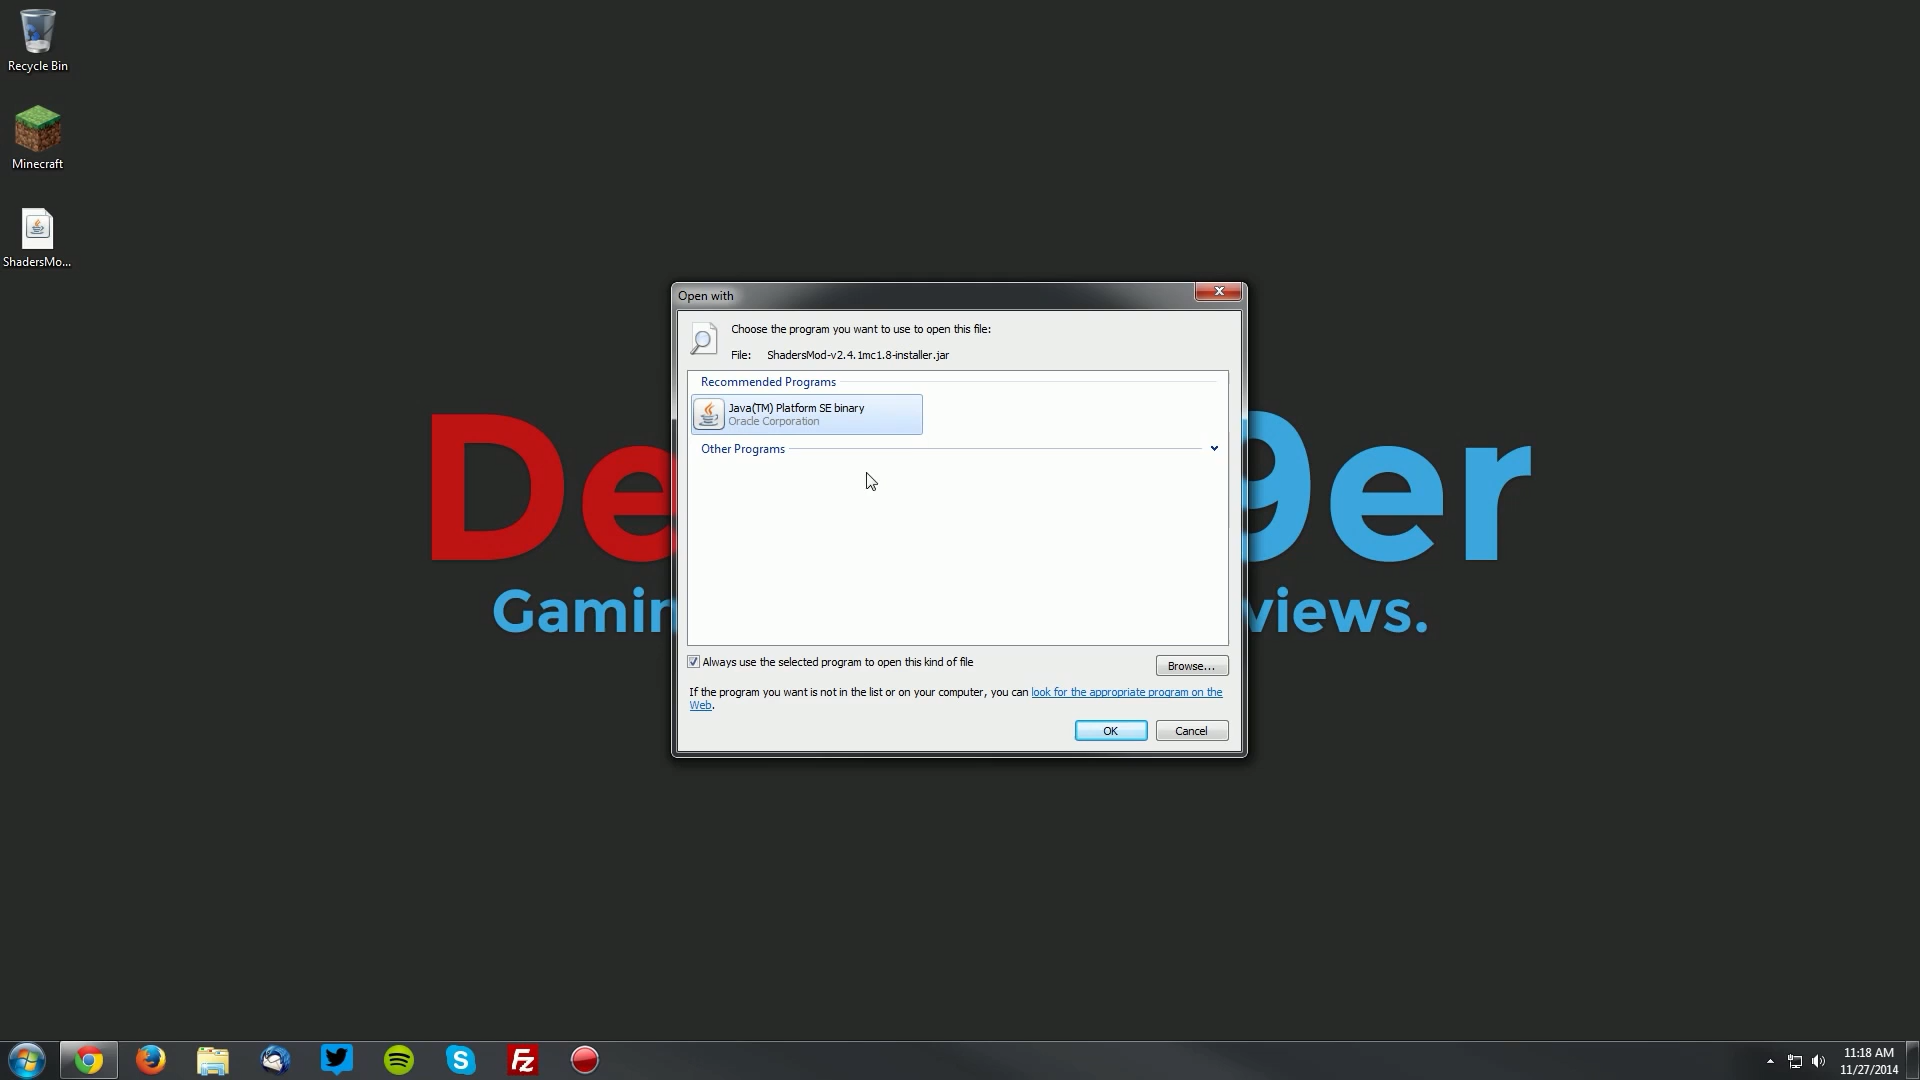 Recycle Bin
Minecraft
ShadersMo...
Open with
Choose the program you want to use to open this file:
File: ShadersMod-v2.4.1mc1.8-installer.jar
Recommended Programs
Java(TM) Platform SE binary
Oracle Corporation
Other Programs
Always use the selected program to open this kind of file
Browse...
If the program you want is not in the list or on your computer, you can look for the appropriate program on the
Web.
OK
Cancel
De 9er
Gamin views.
11:18 AM
11/27/2014